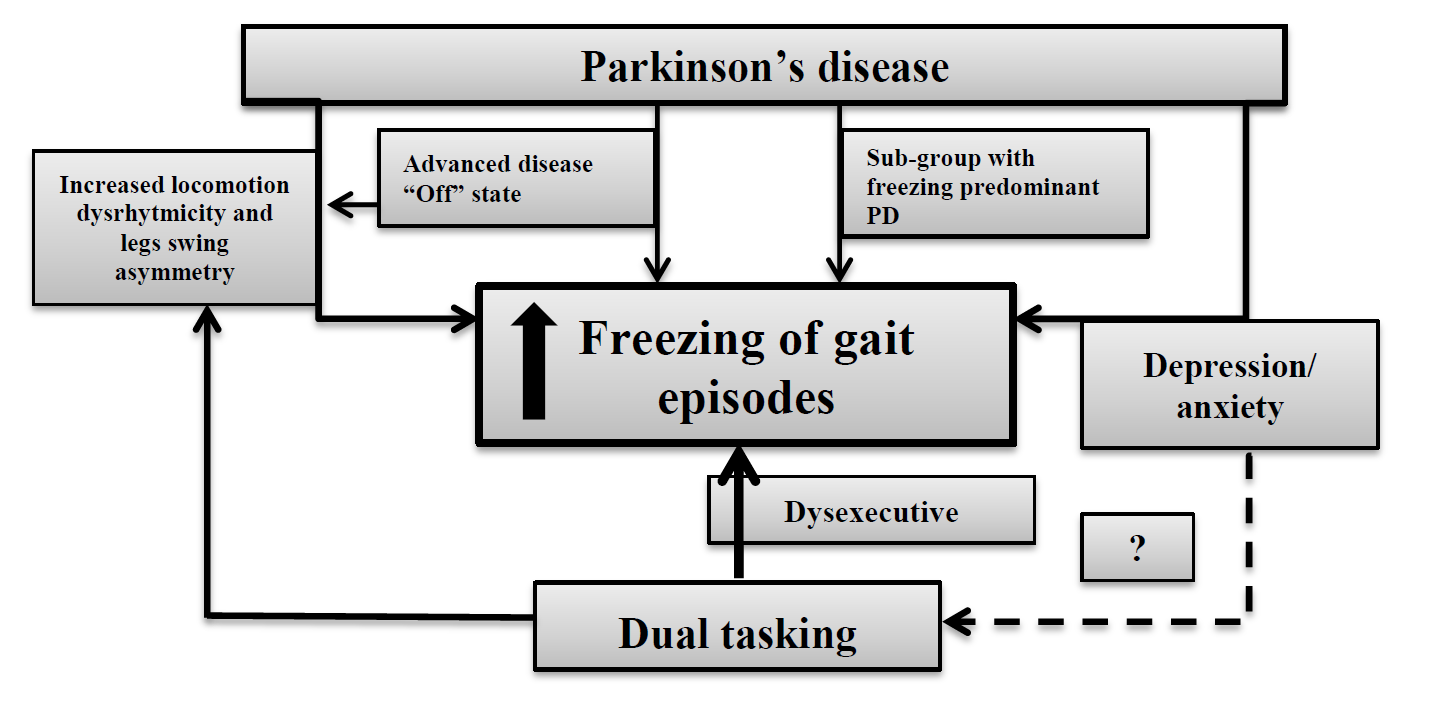 Parkinson’s disease
Advanced disease
“Off” state
Sub-group with
freezing predominant
PD
Increased locomotion
dysrhytmicity and
legs swing
asymmetry
Freezing of gait
episodes
Depression/
anxiety
Dysexecutive
?
Dual tasking